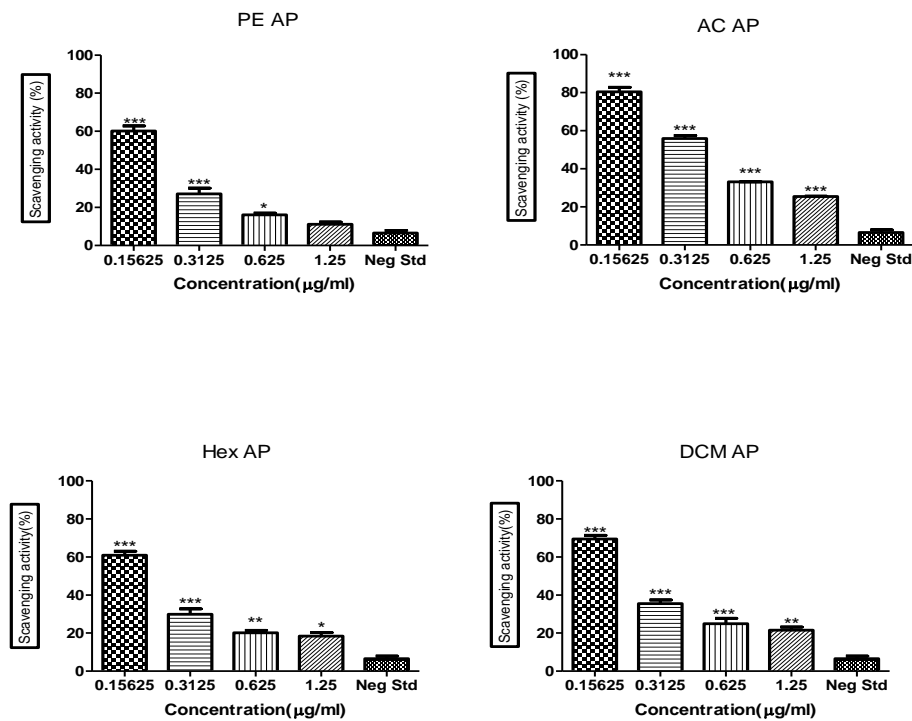 PE AP
100
80
60
40
20
0
Scavenging activity (%)
***
***
*
0.15625 0.3125 0.625 1.25 Neg Std
Concentration(μg/ml)
AC AP
100
80
60
40
20
0
Scavenging activity (%)
***
***
***
***
0.15625 0.3125 0.625 1.25 Neg Std
Concentration(μg/ml)
Hex AP
100
80
60
40
20
0
Scavenging activity(%)
***
***
**
*
0.15625 0.3125 0.625 1.25 Neg Std
Concentration(μg/ml)
DCM AP
100
80
60
40
20
0
Scavenging activity(%)
***
***
***
**
0.15625 0.3125 0.625 1.25 Neg Std
Concentration(μg/ml)